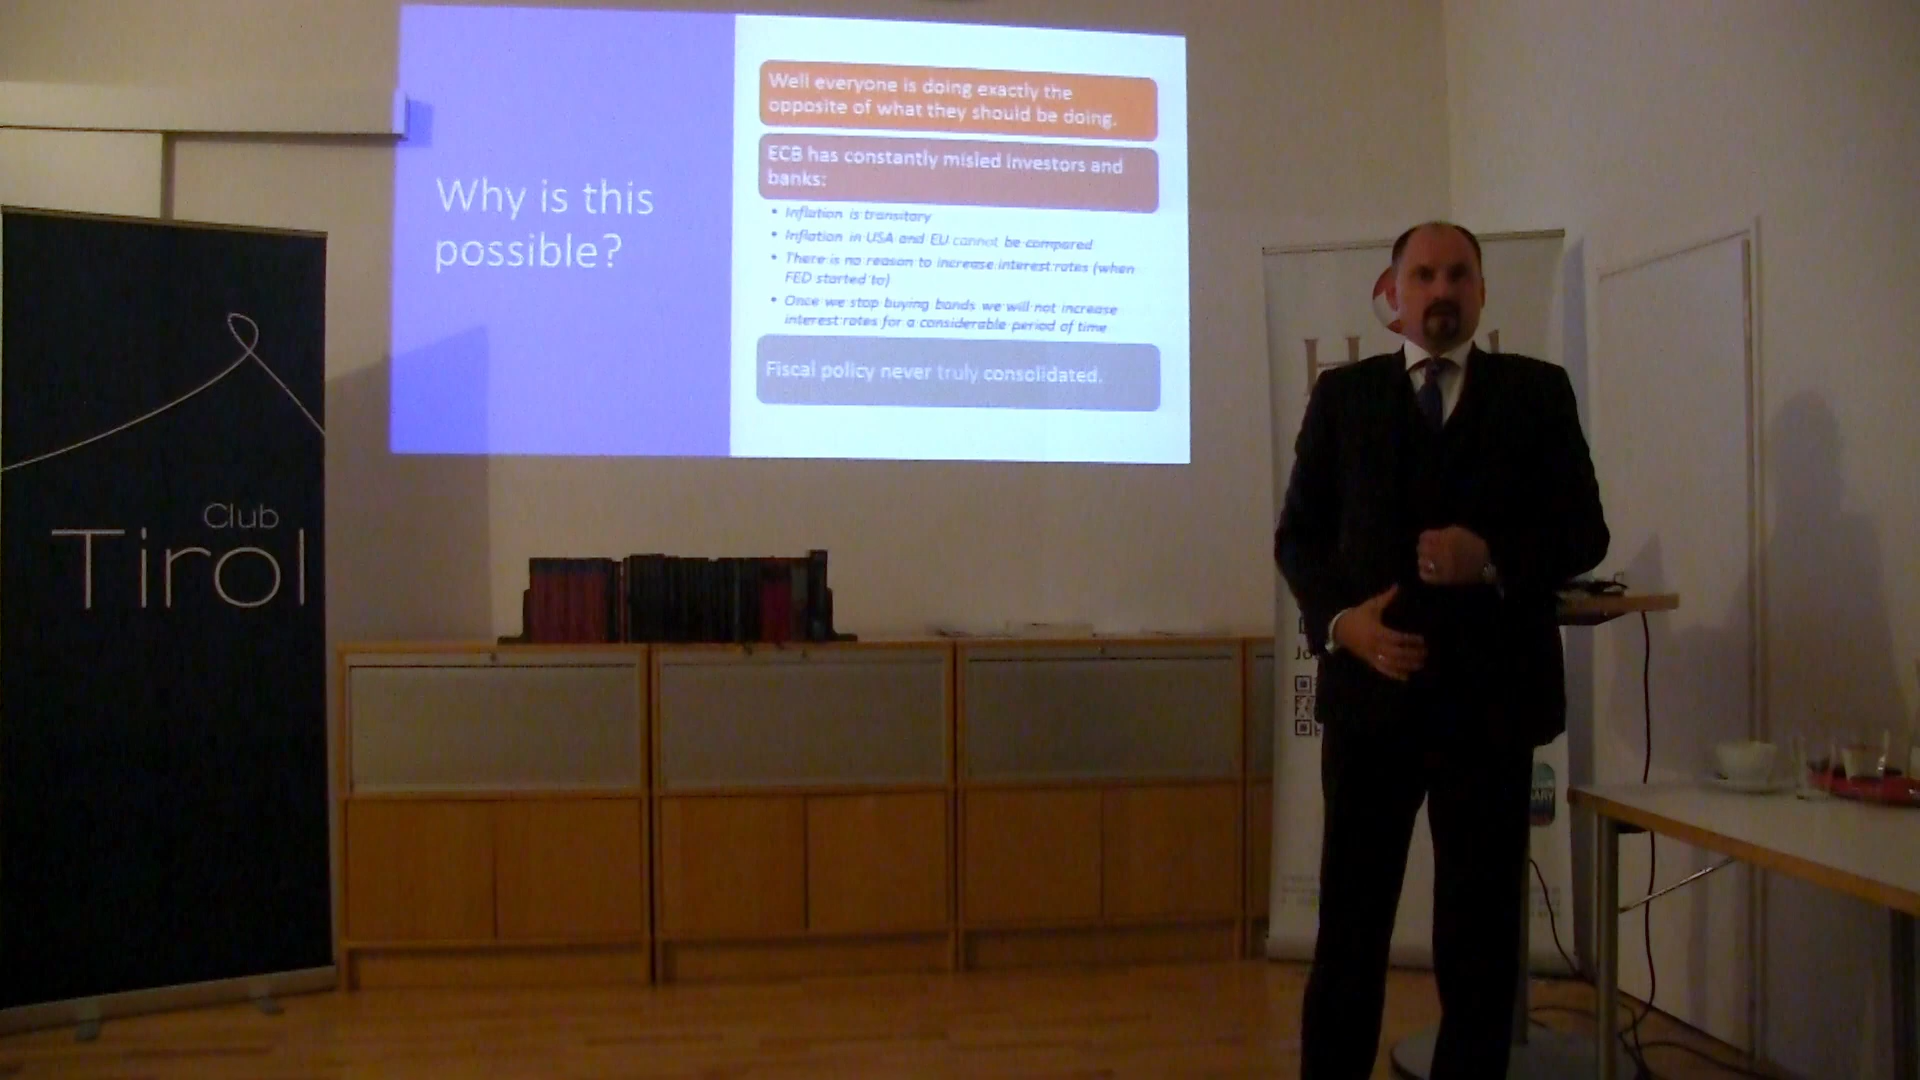 Why is this
possible?
Well everyone is doing exactly the
opposite of what they should be doing.
ECB has constantly misled investors and
banks:
• Inflation is transitory
• Inflation in USA and EU cannot be compared
• There is no reason to increase interest rates (when
FED started to)
• Once we stop buying bonds we will not increase
interest rates for a considerable period of time
Fiscal policy never truly consolidated.
Club
Tirol
H